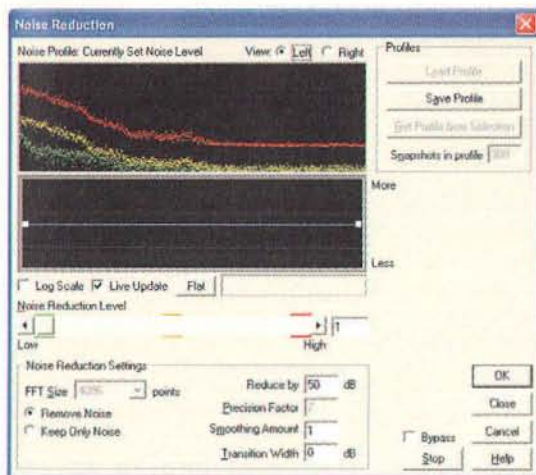 Noise Reduction
Noise Profile: Currently Set Noise Level View: Left Right
Profiles
Load Profile
Save Profile
Get Profile from Selection
Snapshots in profile 300
More
Less
Log Scale Live Update Flat
Noise Reduction Level
1
Low High
Noise Reduction Settings
FFT Size 4096 points
Remove Noise
Keep Only Noise
Reduce by 50 dB
Precision Factor 7
Smoothing Amount 1
Transition Width 0 dB
Bypass
Stop
OK
Close
Cancel
Help